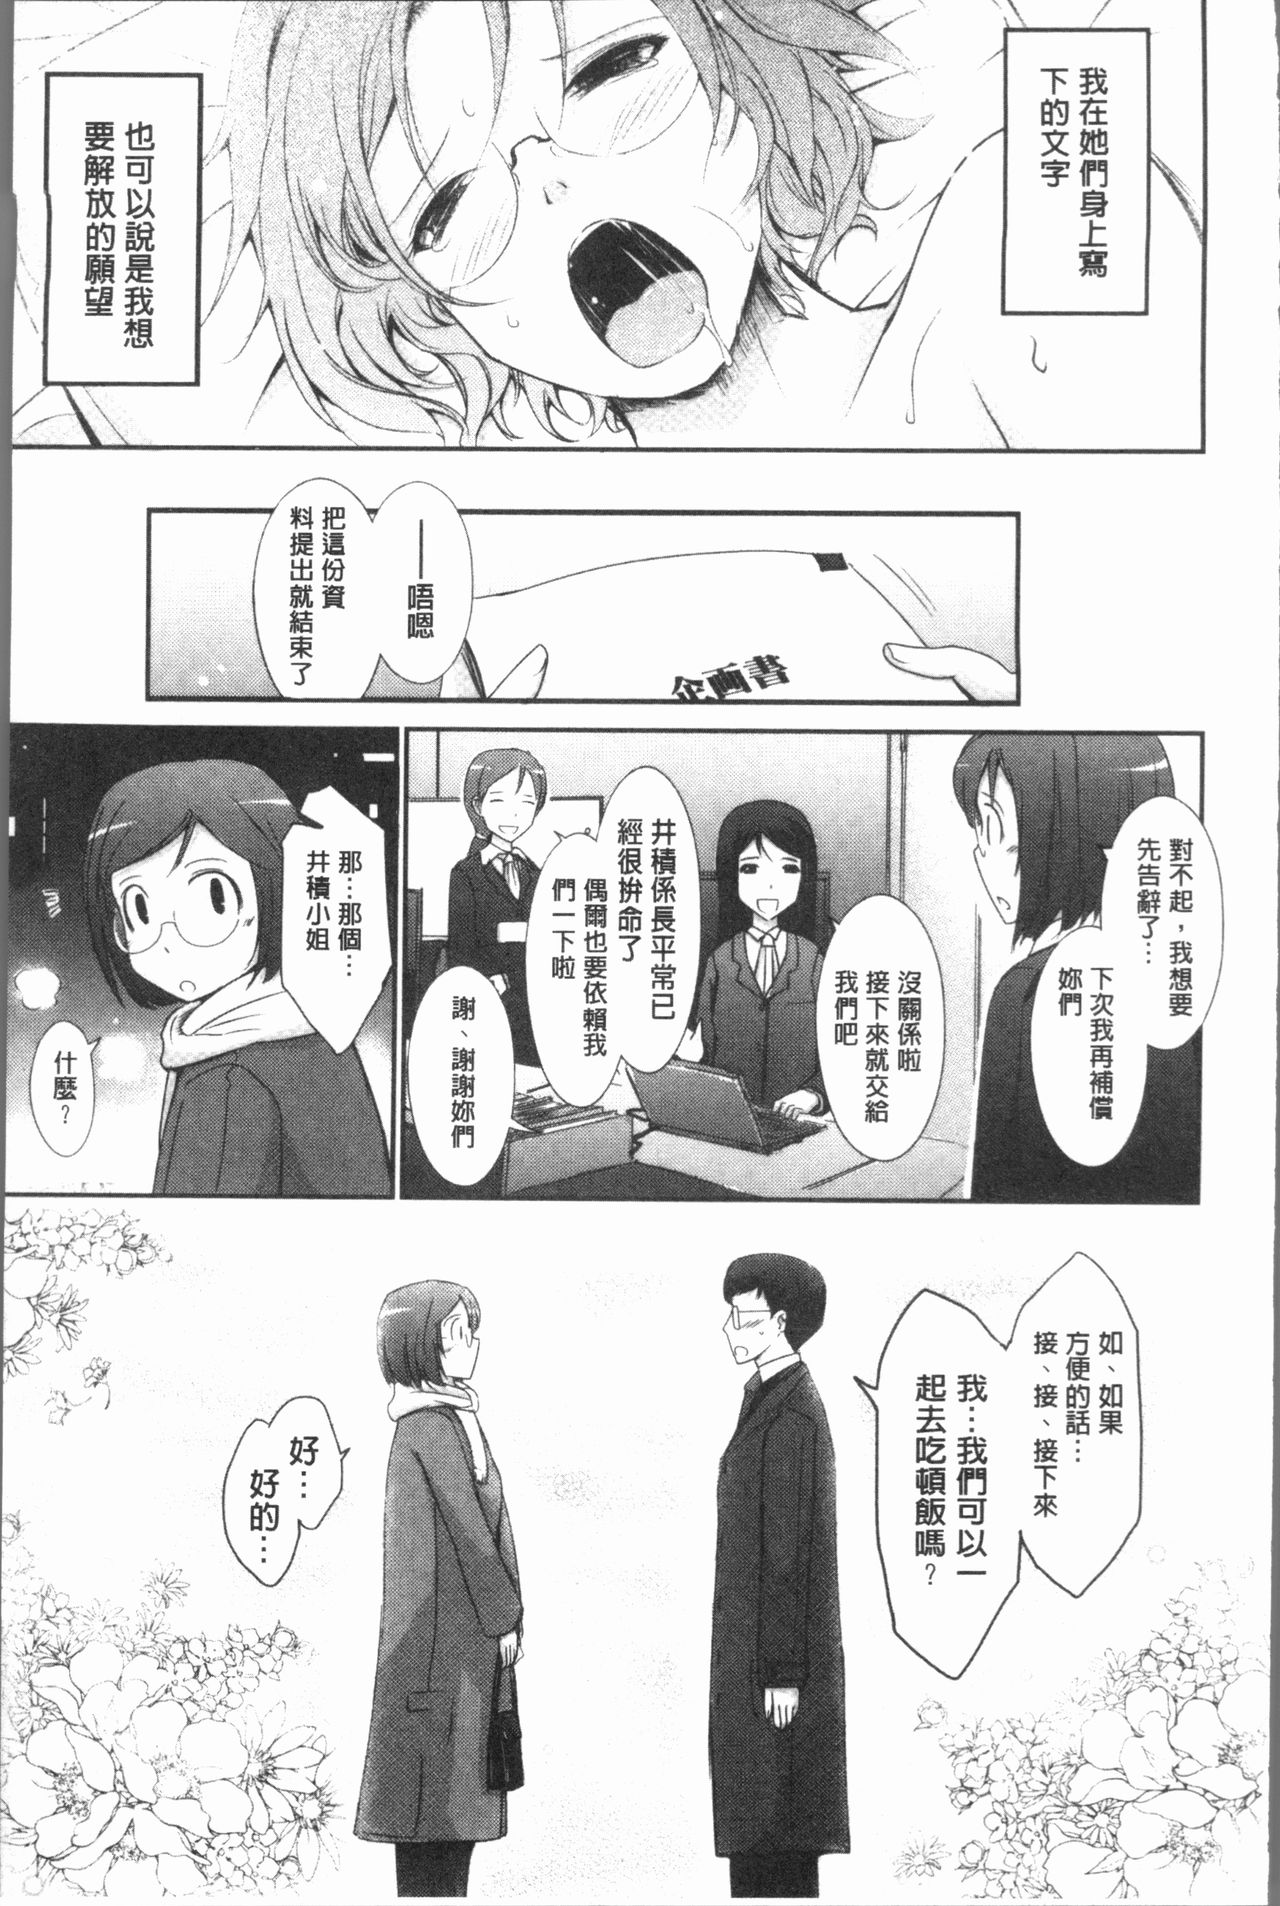 我在她們身上寫
下的文字
也可以說是我想
要解放的願望
——唔嗯
把這份資
料提出就結束了
企画書
對不起，我想要
先告辭了…
下次我再補償
妳們
沒關係啦
接下來就交給
我們吧
井積係長平常已
經很拚命了
偶爾也要依賴我
們一下啦
謝、謝謝妳們
那…那個…
井積小姐
什麼？
如、如果
方便的話…
接、接、接下來
我…我們可以一
起去吃頓飯嗎？
好…
好的…